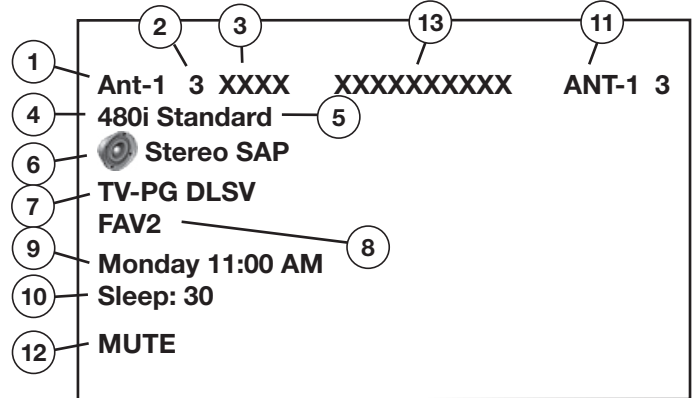 2 3 13 11
1 Ant-1 3 XXXX XXXXXXXXXX ANT-1 3
4 480i Standard 5
6 Stereo SAP
7 TV-PG DLSV
FAV2 8
9 Monday 11:00 AM
10 Sleep: 30
12 MUTE